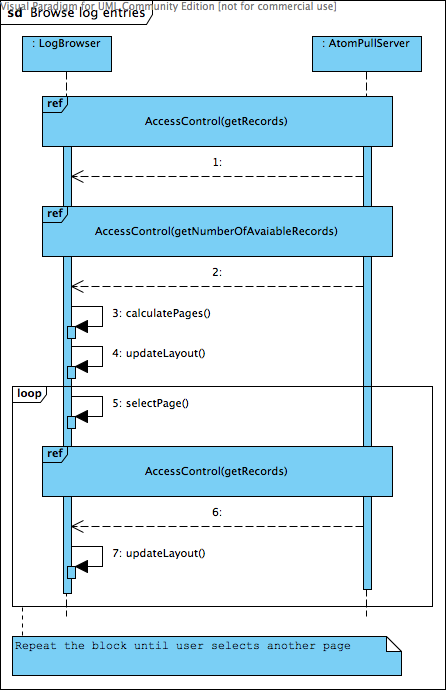 Visual Paradigm for UML Community Edition [not for commercial use]
sd Browse log entries
: LogBrowser
: AtomPullServer
ref
AccessControl(getRecords)
1:
ref
AccessControl(getNumberOfAvaiableRecords)
2:
3: calculatePages()
4: updateLayout()
loop
5: selectPage()
ref
AccessControl(getRecords)
6:
7: updateLayout()
Repeat the block until user selects another page